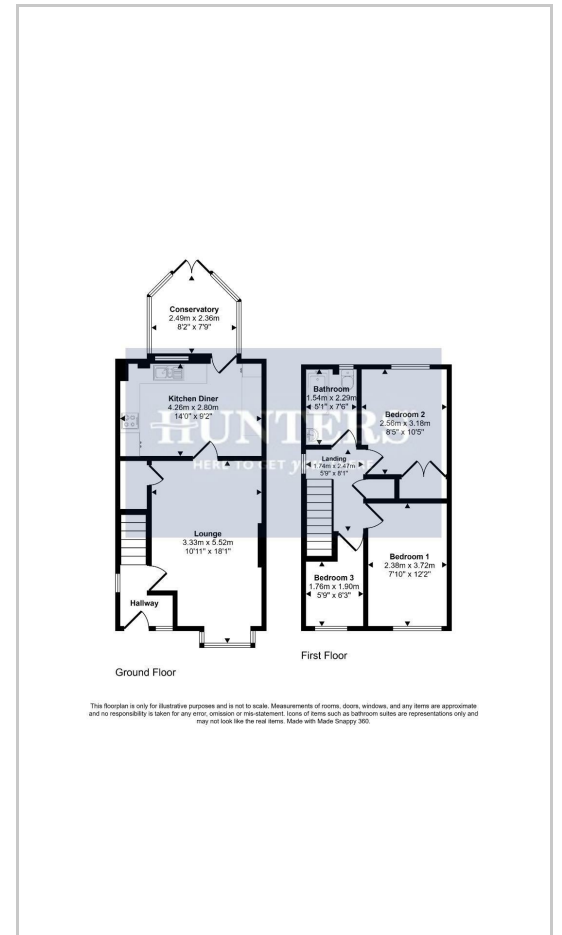 Conservatory
2.49m x 2.36m
8'2" x 7'9"
Kitchen Diner
4.26m x 2.80m
14'0" x 9'2"
HUNTERS
HERE TO GET you THERE
Lounge
3.33m x 5.52m
10'11" x 18'1"
Hallway
Ground Floor
Bathroom
1.54m x 2.29m
5'1" x 7'6"
Bedroom 2
2.56m x 3.18m
8'5" x 10'5"
Landing
1.74m x 2.47m
5'9" x 8'1"
Bedroom 1
2.38m x 3.72m
7'10" x 12'2"
Bedroom 3
1.76m x 1.90m
5'9" x 6'3"
First Floor
This floorplan is only for illustrative purposes and is not to scale. Measurements of rooms, doors, windows, and any items are approximate
and no responsibility is taken for any error, omission or mis-statement. Icons of items such as bathroom suites are representations only and
may not look like the real items. Made with Made Snappy 360.